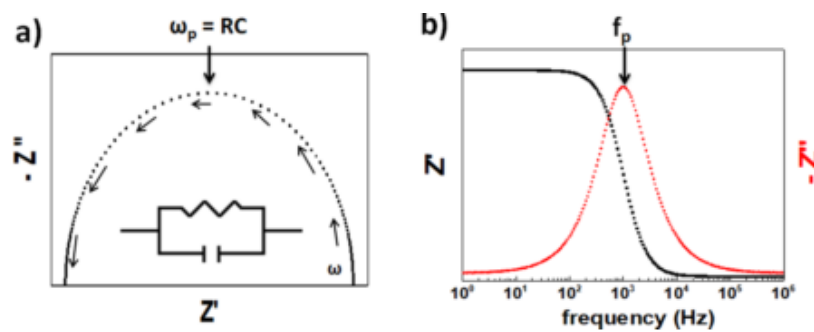 a)
ωp = RC
- Z"
ω
Z'
b)
fp
Z'
- Z"
10⁰ 10¹ 10² 10³ 10⁴ 10⁵ 10⁶
frequency (Hz)